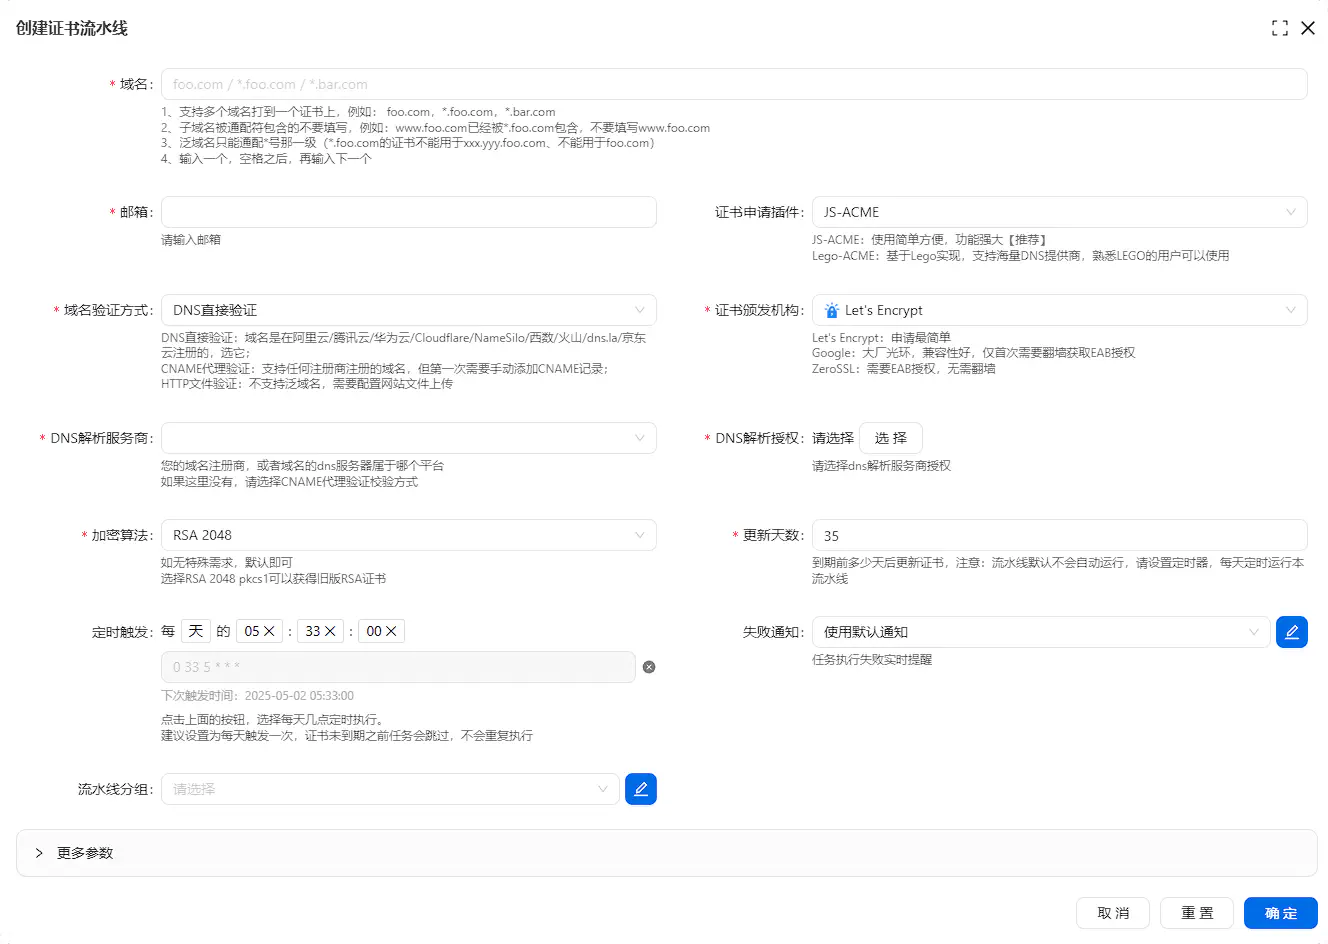 创建证书流水线
* 域名:
foo.com / *.foo.com / *.bar.com
1、支持多个域名打到一个证书上，例如： foo.com，*.foo.com，*.bar.com
2、子域名被通配符包含的不要填写，例如：www.foo.com已经被*.foo.com包含，不要填写www.foo.com
3、泛域名只能通配*号那一级（*.foo.com的证书不能用于xxx.yyy.foo.com、不能用于foo.com）
4、输入一个，空格之后，再输入下一个
* 邮箱:
请输入邮箱
证书申请插件: JS-ACME
JS-ACME：使用简单方便，功能强大【推荐】
Lego-ACME：基于Lego实现，支持海量DNS提供商，熟悉LEGO的用户可以使用
* 域名验证方式: DNS直接验证
DNS直接验证：域名是在阿里云/腾讯云/华为云/Cloudflare/NameSilo/西数/火山/dns.la/京东
云注册的，选它；
CNAME代理验证：支持任何注册商注册的域名，但第一次需要手动添加CNAME记录；
HTTP文件验证：不支持泛域名，需要配置网站文件上传
* 证书颁发机构: Let's Encrypt
Let's Encrypt：申请最简单
Google：大厂光环，兼容性好，仅首次需要翻墙获取EAB授权
ZeroSSL：需要EAB授权，无需翻墙
* DNS解析服务商:
您的域名注册商，或者域名的dns服务器属于哪个平台
如果这里没有，请选择CNAME代理验证校验方式
* DNS解析授权: 请选择 选 择
请选择dns解析服务商授权
* 加密算法: RSA 2048
如无特殊需求，默认即可
选择RSA 2048 pkcs1可以获得旧版RSA证书
* 更新天数: 35
到期前多少天后更新证书，注意：流水线默认不会自动运行，请设置定时器，每天定时运行本
流水线
定时触发: 每 天 的 05 : 33 : 00
0 33 5 * * *
下次触发时间：2025-05-02 05:33:00
点击上面的按钮，选择每天几点定时执行。
建议设置为每天触发一次，证书未到期之前任务会跳过，不会重复执行
失败通知: 使用默认通知
任务执行失败实时提醒
流水线分组: 请选择
更多参数
取 消
重 置
确 定